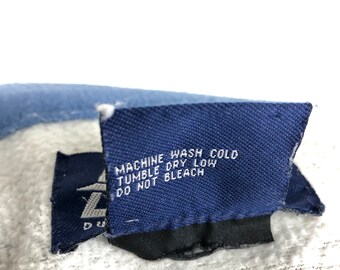 MACHINE WASH COLD
TUMBLE DRY LOW
DO NOT BLEACH